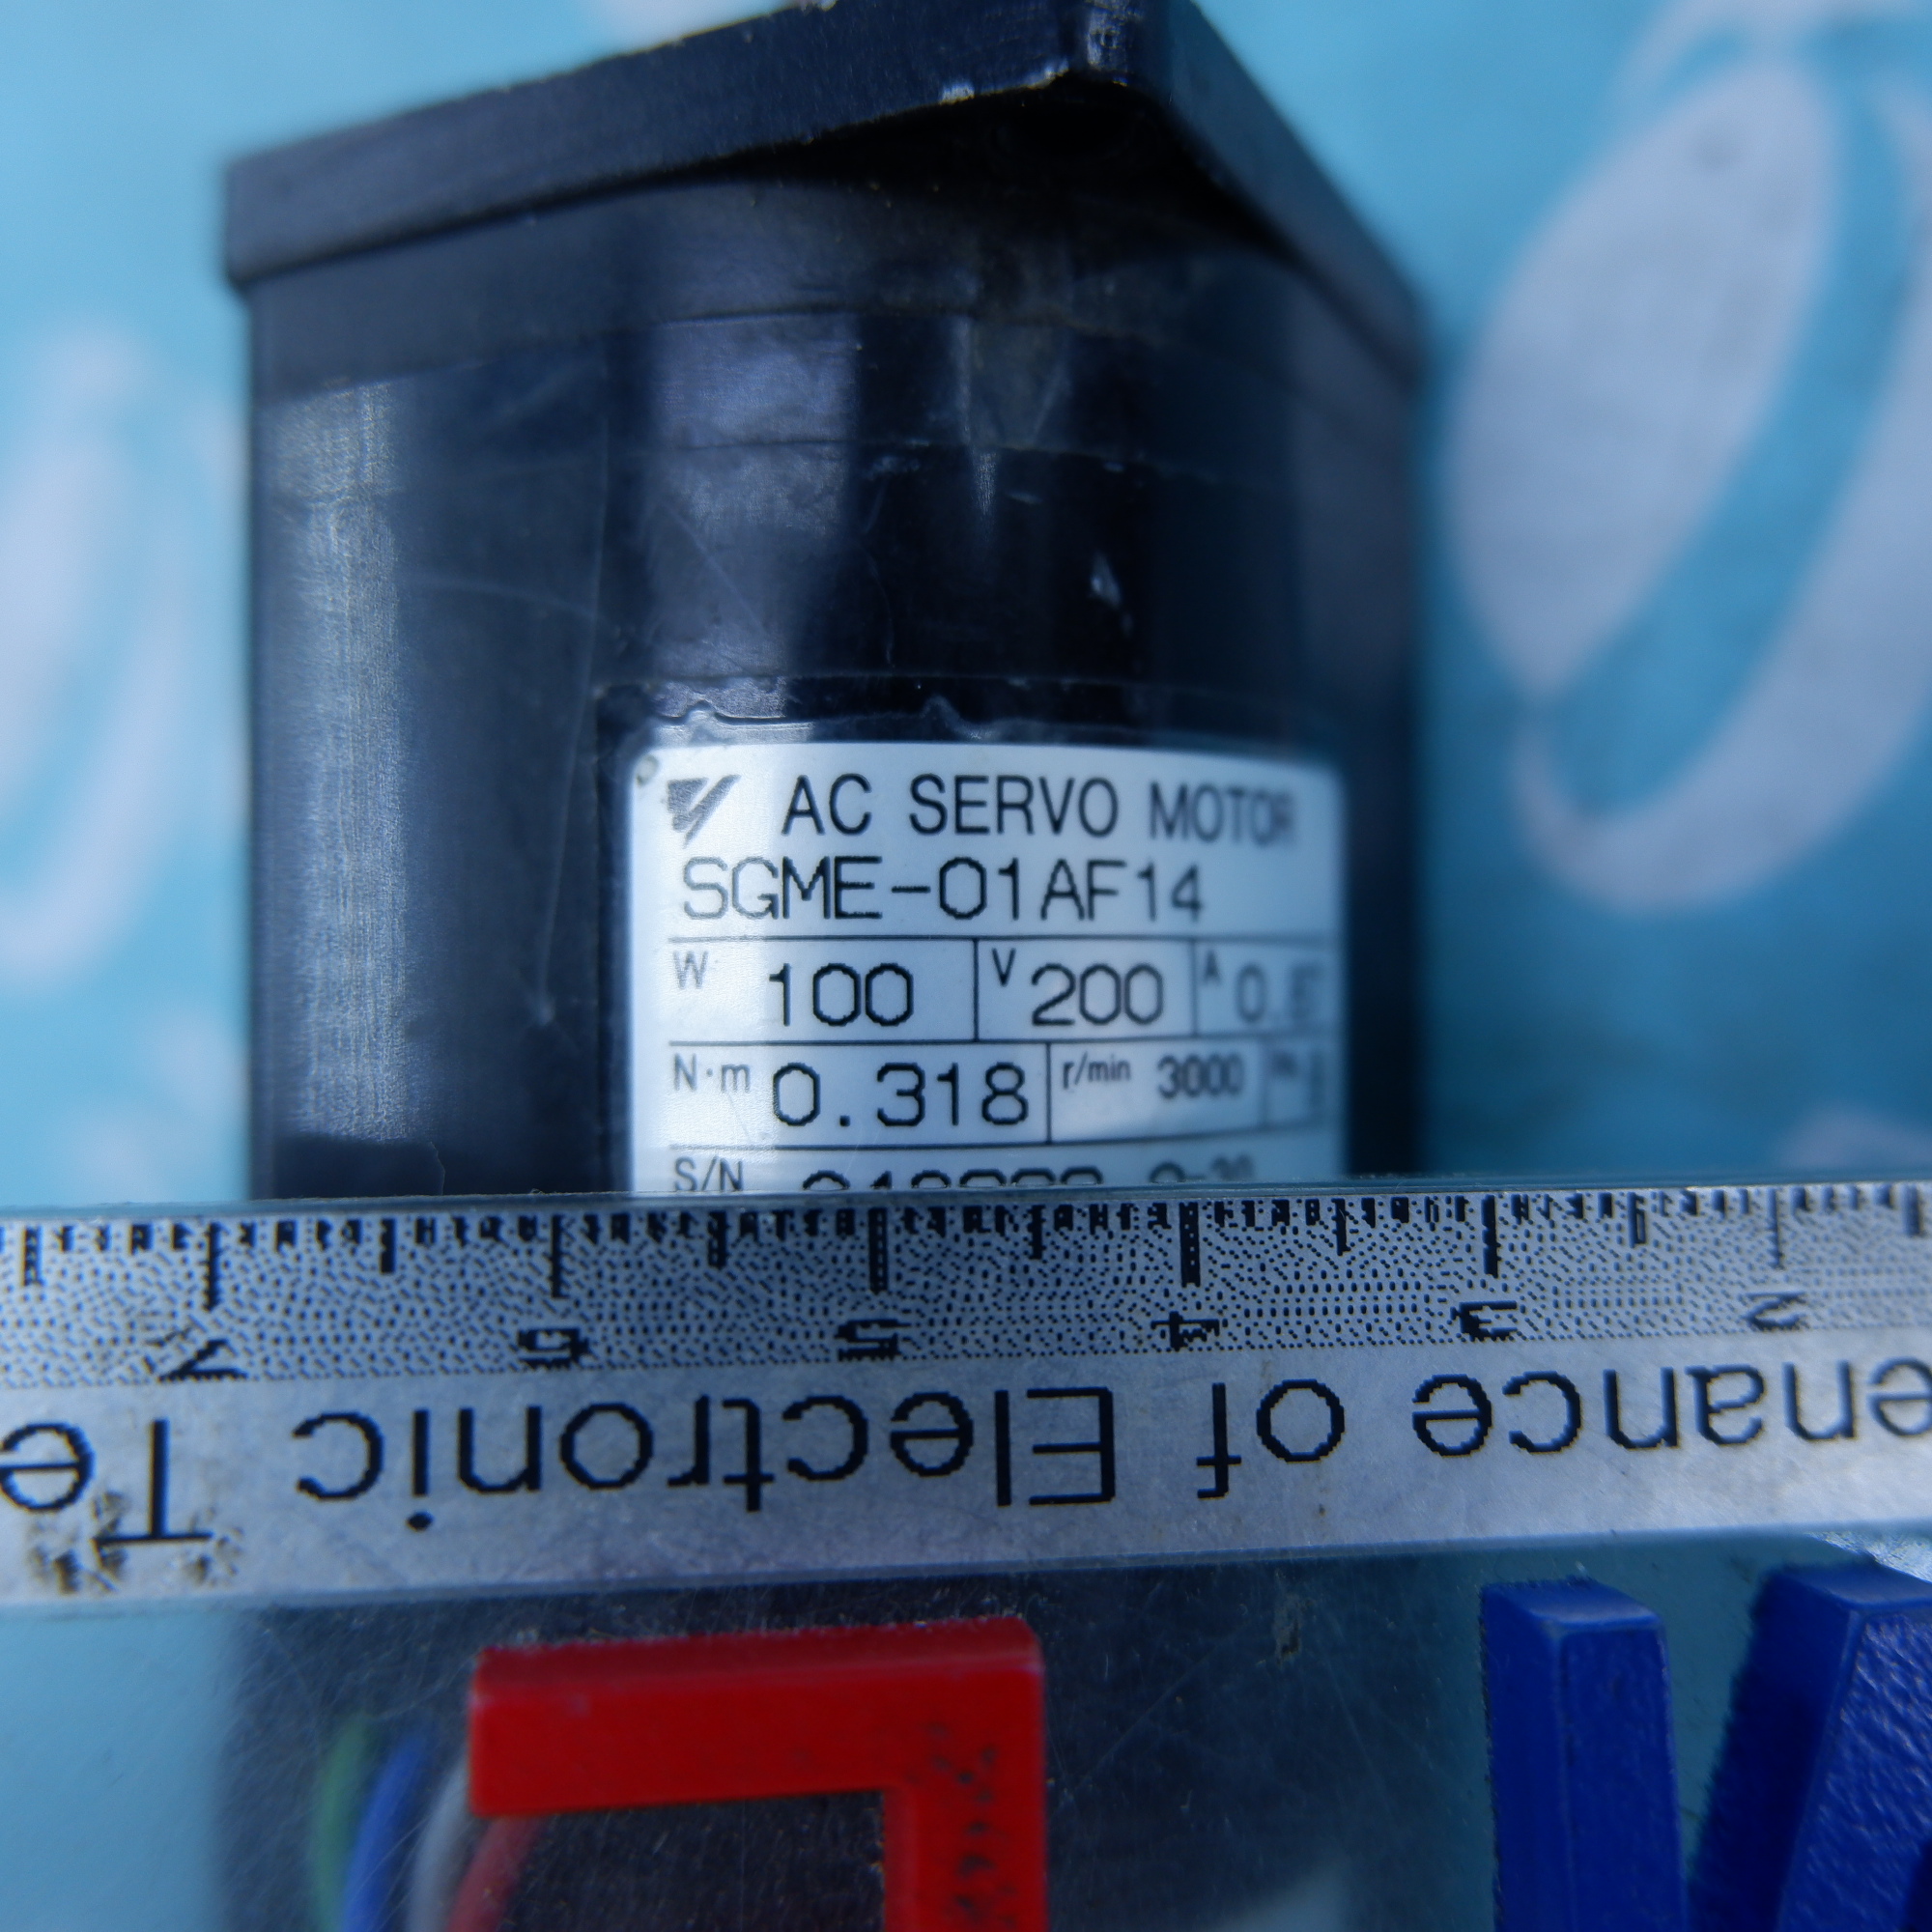 AC SERVO MOTOR
SGME-01AF14
W 100 V 200 A
N·m 0.318 r/min 3000
S/N
7 6 5 4 3 2
enance of Electronic Te